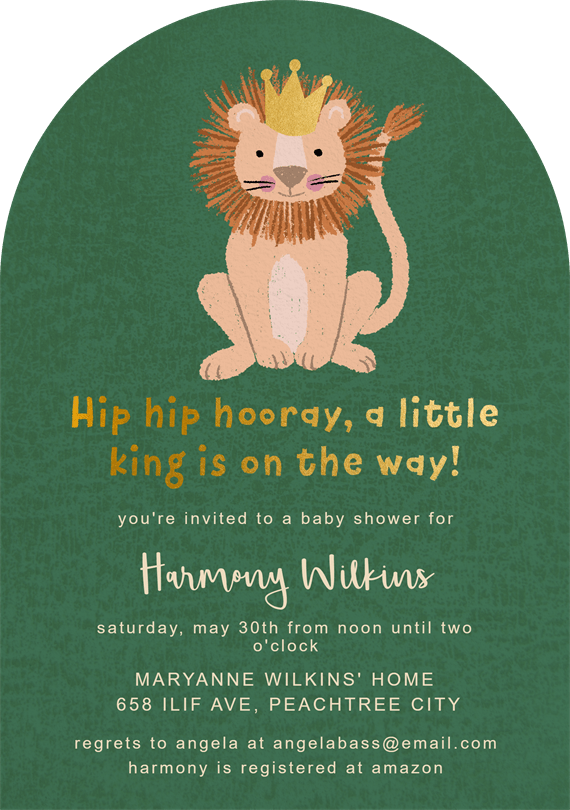 Hip hip hooray, a little
king is on the way!
you're invited to a baby shower for
Harmony Wilkins
saturday, may 30th from noon until two
o'clock
MARYANNE WILKINS' HOME
658 ILIF AVE, PEACHTREE CITY
regrets to angela at angelabass@email.com
harmony is registered at amazon